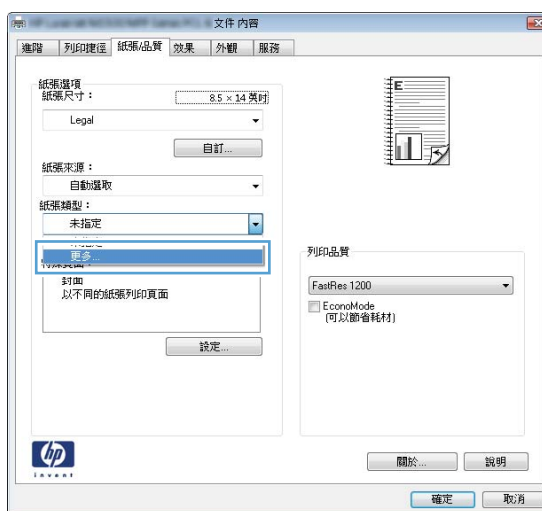 文件 內容
進階 列印捷徑 紙張/品質 效果 外觀 服務
紙張選項
紙張尺寸：
8.5 × 14 英吋
Legal
自訂...
紙張來源：
自動選取
紙張類型：
未指定
更多...
封面
以不同的紙張列印頁面
設定...
E
列印品質
FastRes 1200
EconoMode
(可以節省耗材)
hp
invent
關於...
說明
確定
取消